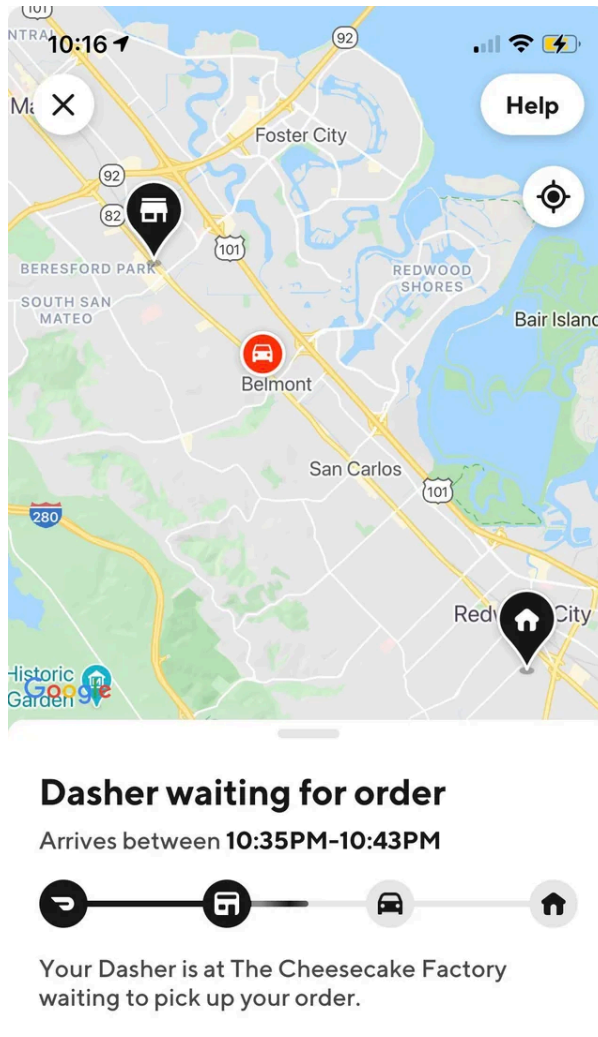 101
10:16
92
Help
Foster City
92
82
101
BERESFORD PARK
REDWOOD
SHORES
SOUTH SAN
MATEO
Bair Island
Belmont
San Carlos
101
280
City
Historic
Garden
Google
Dasher waiting for order
Arrives between 10:35PM-10:43PM
Your Dasher is at The Cheesecake Factory
waiting to pick up your order.